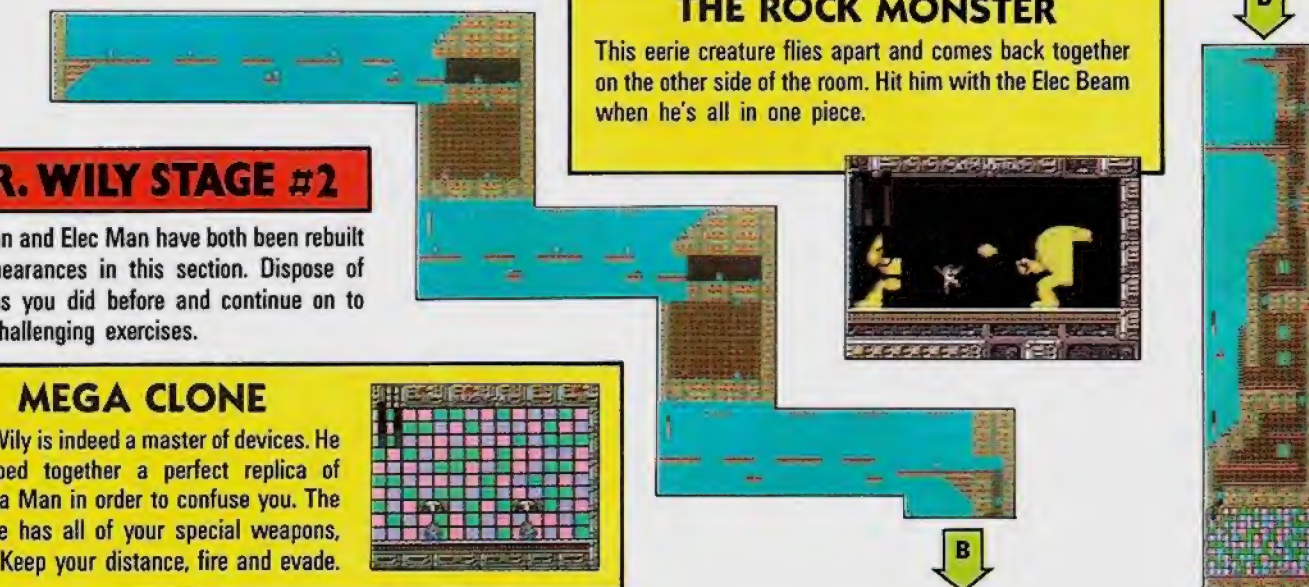 THE ROCK MONSTER
This eerie creature flies apart and comes back together
on the other side of the room. Hit him with the Elec Beam
when he's all in one piece.
R. WILY STAGE #2
n and Elec Man have both been rebuilt
earances in this section. Dispose of
s you did before and continue on to
hallenging exercises.
MEGA CLONE
Wily is indeed a master of devices. He
ped together a perfect replica of
a Man in order to confuse you. The
e has all of your special weapons,
Keep your distance, fire and evade.
B
B